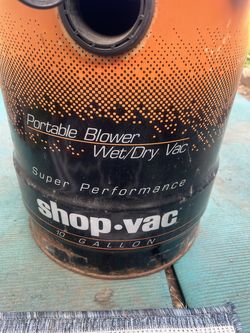 Portable Blower
Wet/Dry Vac
Super Performance
shop·vac
10 GALLON